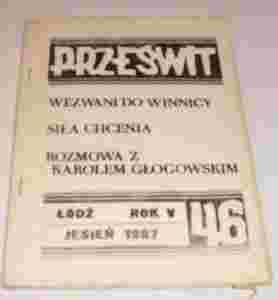 PRZEŚWIT
WEZWANI DO WINNICY
SIŁA CHCENIA
ROZMOWA Z
KAROLEM GŁOGOWSKIM
ŁÓDŹ ROK V
46
JESIEŃ 1987